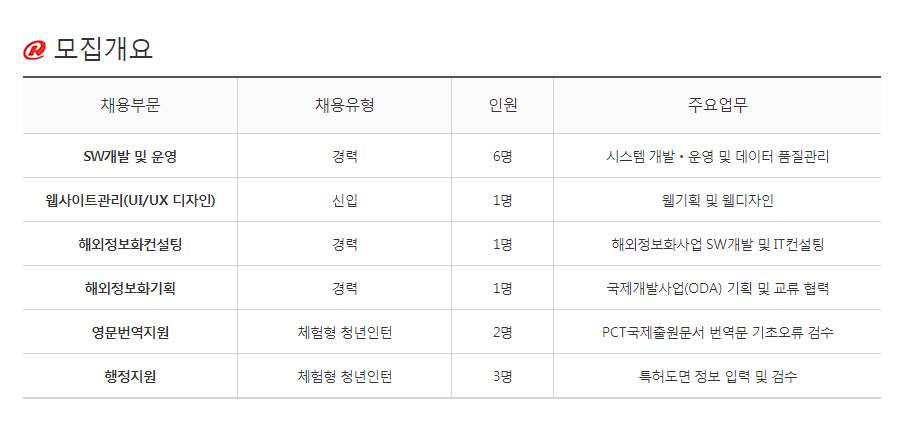 모집개요
채용부문 채용유형 인원 주요업무
SW개발 및 운영 경력 6명 시스템 개발・운영 및 데이터 품질관리
웹사이트관리(UI/UX 디자인) 신입 1명 웹기획 및 웹디자인
해외정보화컨설팅 경력 1명 해외정보화사업 SW개발 및 IT컨설팅
해외정보화기획 경력 1명 국제개발사업(ODA) 기획 및 교류 협력
영문번역지원 체험형 청년인턴 2명 PCT국제출원문서 번역문 기초오류 검수
행정지원 체험형 청년인턴 3명 특허도면 정보 입력 및 검수